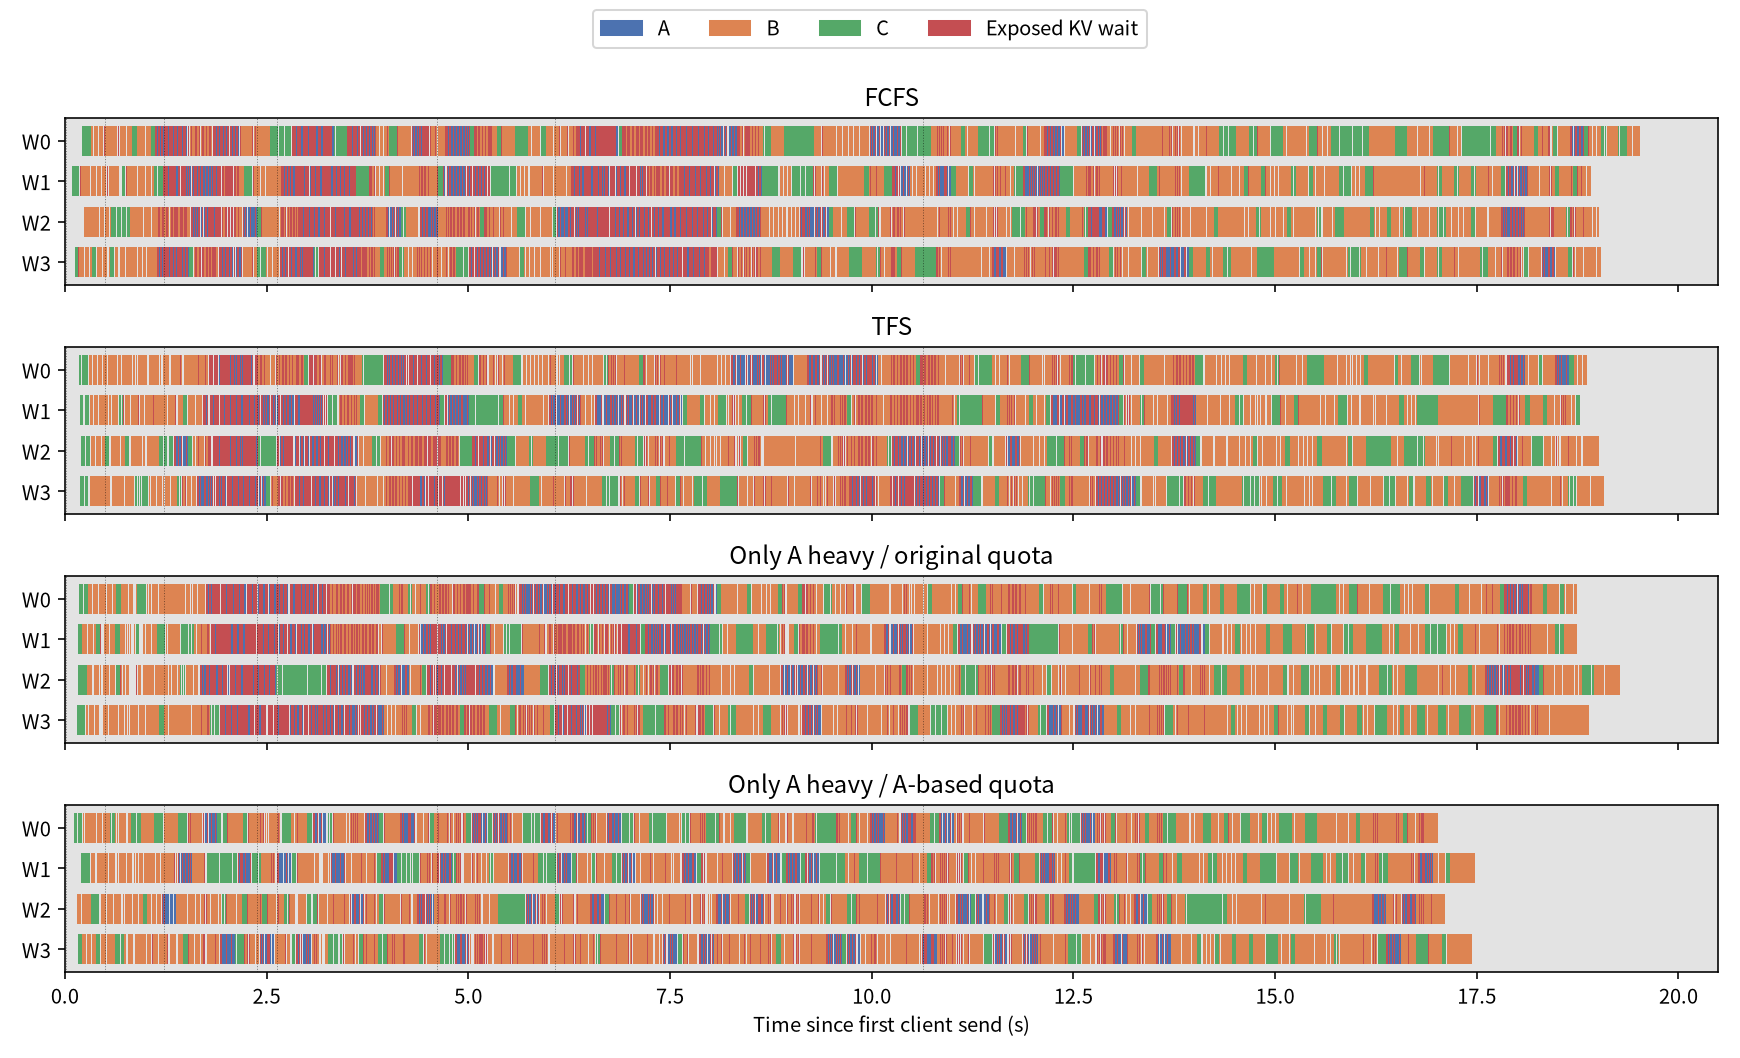 A B C Exposed KV wait
FCFS
W0
W1
W2
W3
TFS
W0
W1
W2
W3
Only A heavy / original quota
W0
W1
W2
W3
Only A heavy / A-based quota
W0
W1
W2
W3
0.0 2.5 5.0 7.5 10.0 12.5 15.0 17.5 20.0
Time since first client send (s)